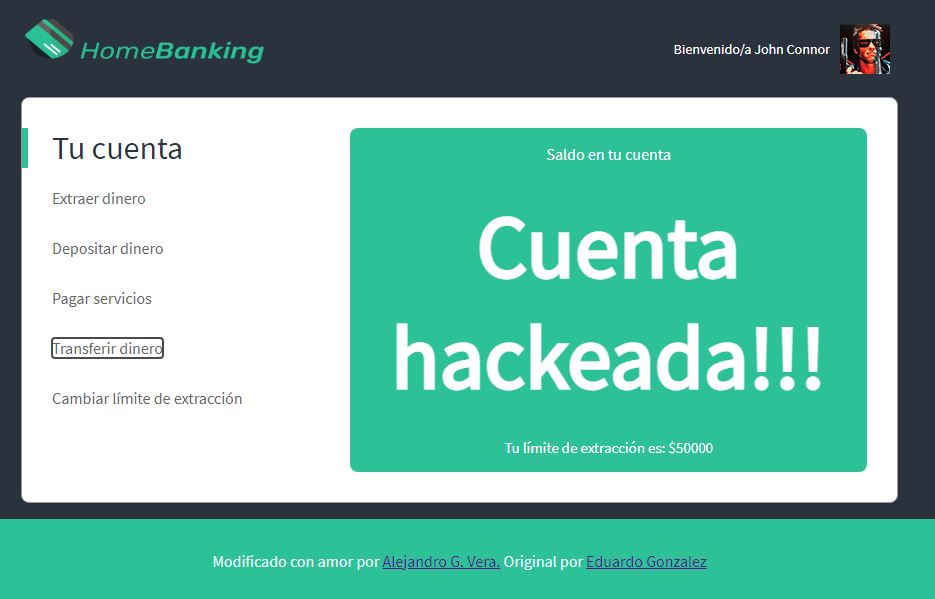 HomeBanking
Bienvenido/a John Connor
Tu cuenta
Extraer dinero
Depositar dinero
Pagar servicios
Transferir dinero
Cambiar límite de extracción
Saldo en tu cuenta
Cuenta
hackeada!!!
Tu límite de extracción es: $50000
Modificado con amor por Alejandro G. Vera. Original por Eduardo Gonzalez